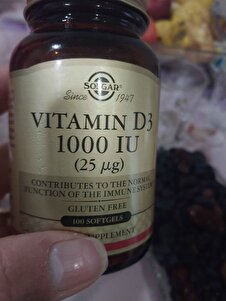 SOLGAR
Since 1947
VITAMIN D3
1000 IU
(25 µg)
CONTRIBUTES TO THE NORMAL
FUNCTION OF THE IMMUNE SYSTEM
GLUTEN FREE
100 SOFTGELS
SUPPLEMENT